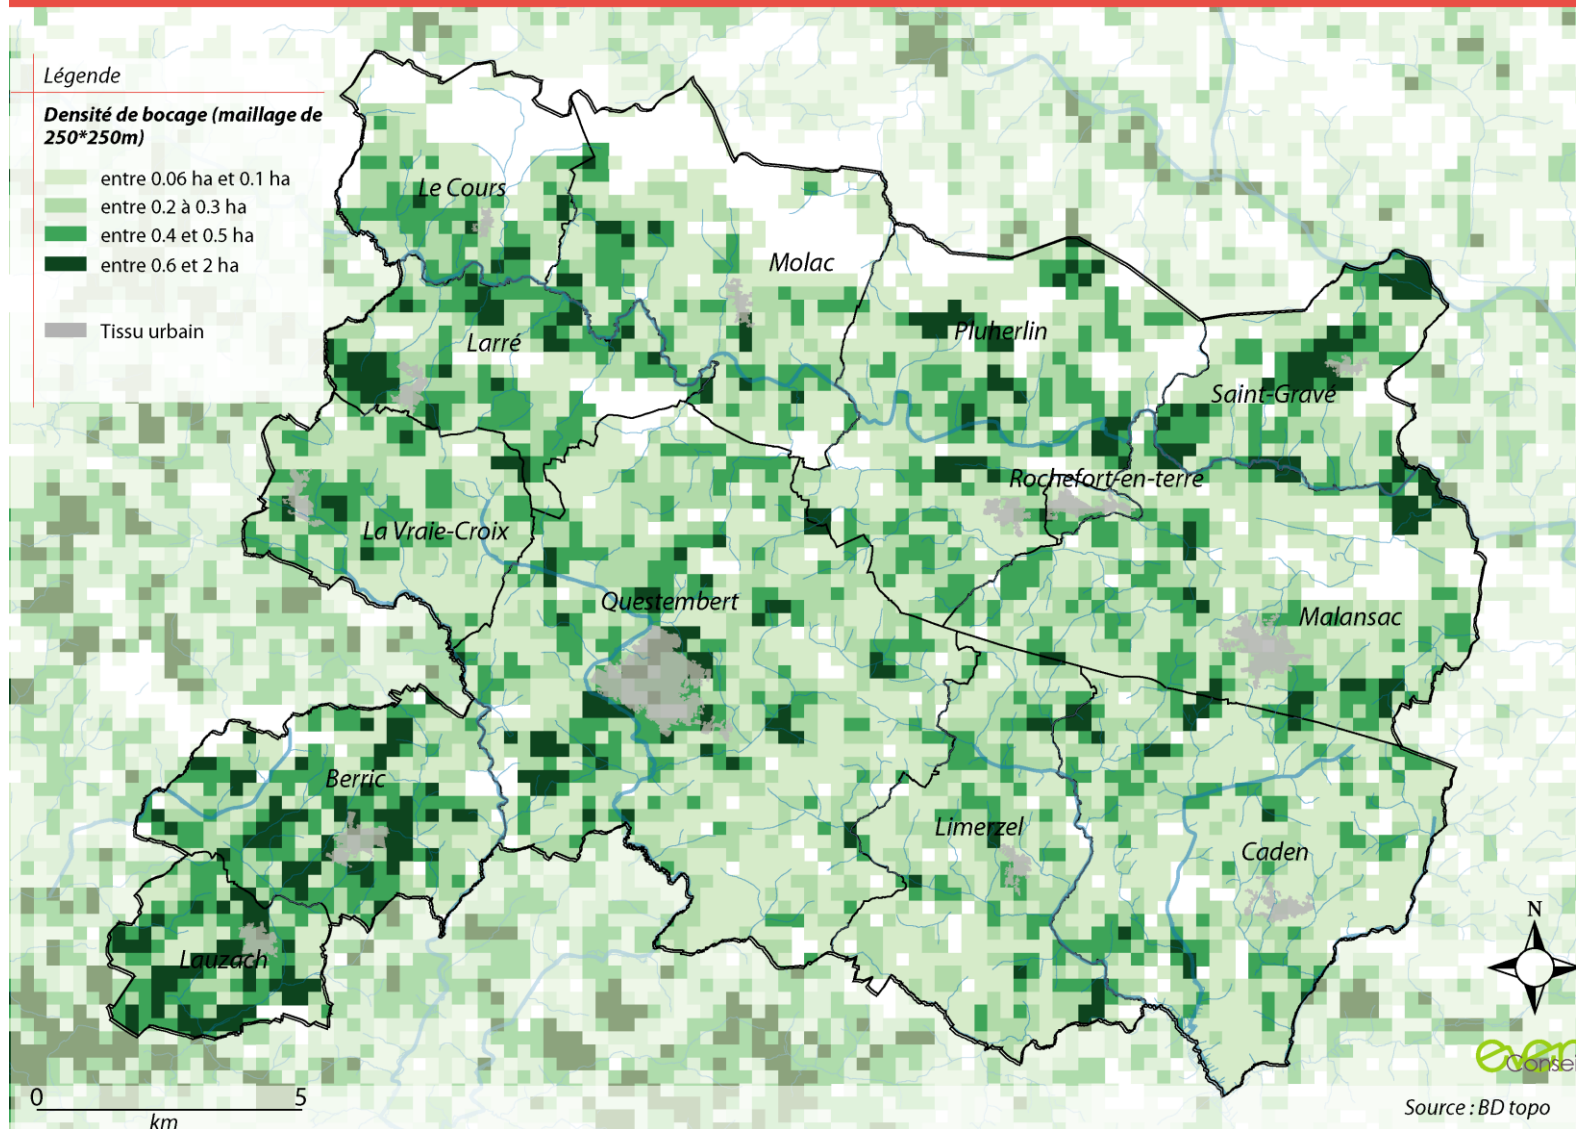 Légende
Densité de bocage (maillage de
250*250m)
entre 0.06 ha et 0.1 ha
entre 0.2 à 0.3 ha
entre 0.4 et 0.5 ha
entre 0.6 et 2 ha
Tissu urbain
Le Cours
Molac
Pluherlin
Larré
Saint-Gravé
Rochefort-en-terre
La Vraie-Croix
Questembert
Malansac
Berric
Limerzel
Caden
Lauzach
N
0 5
km
Source : BD topo